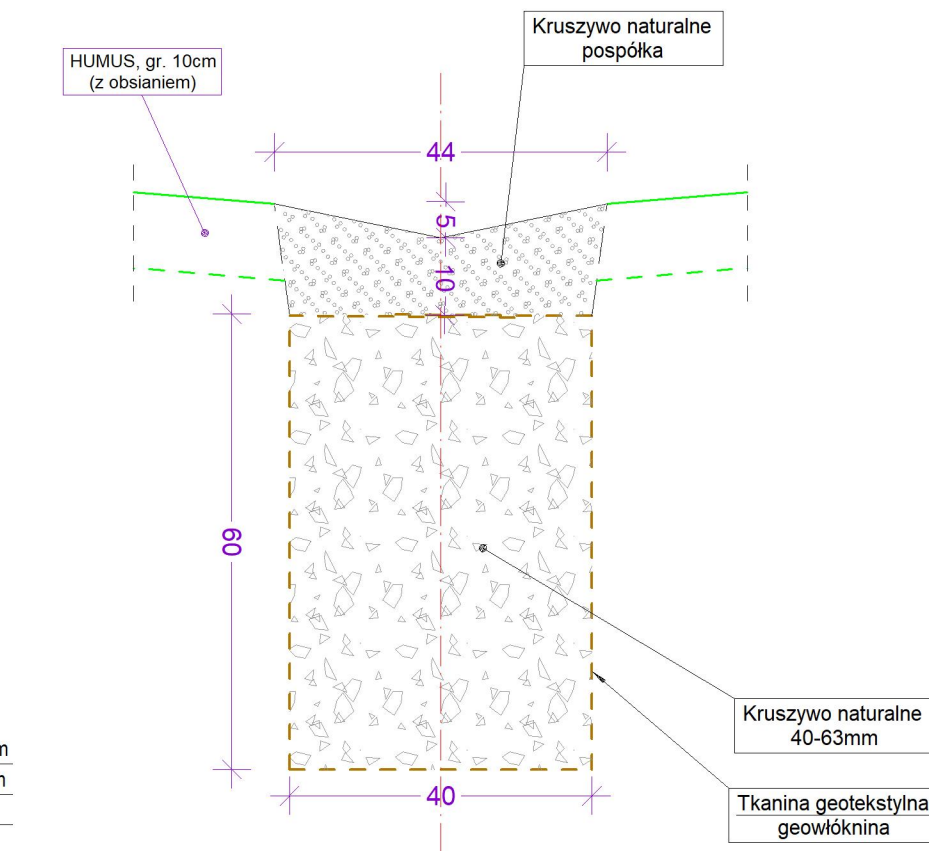 Kruszywo naturalne
pospółka
HUMUS, gr. 10cm
(z obsianiem)
44
5
10
60
Kruszywo naturalne
40-63mm
40
Tkanina geotekstylna
geowłóknina
m